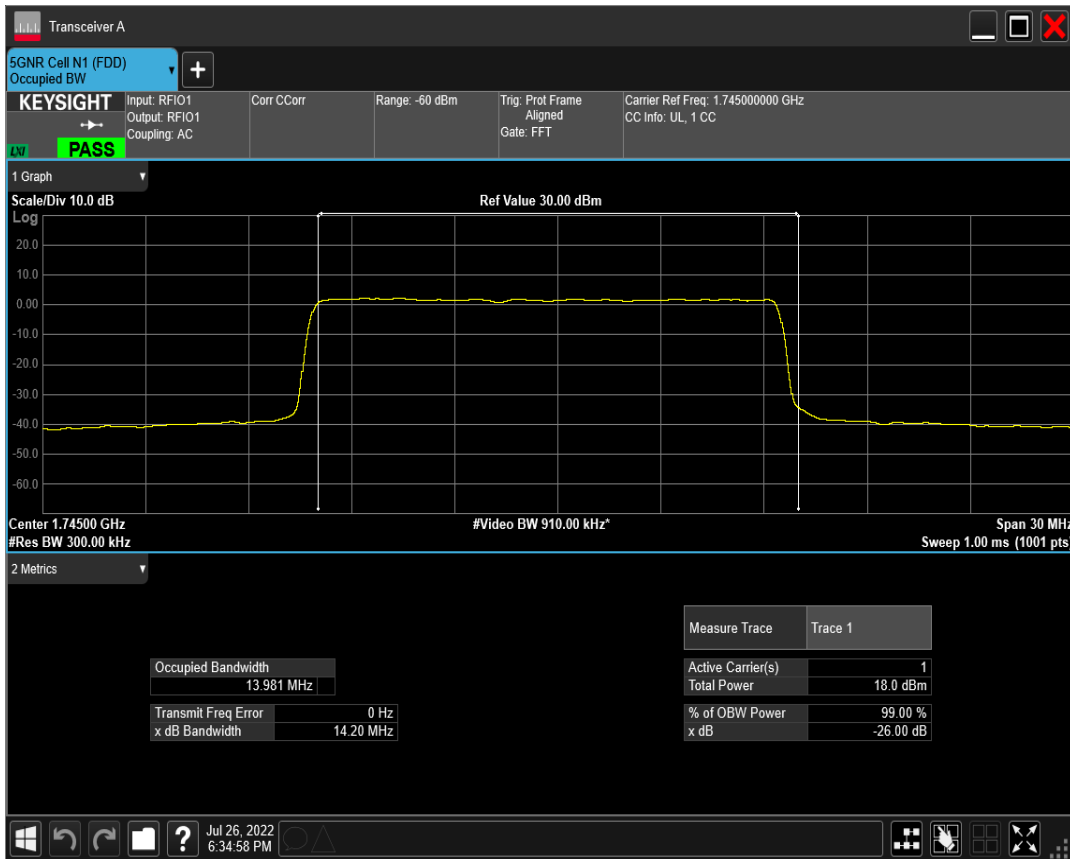 Transceiver A
5GNR Cell N1 (FDD)
Occupied BW
+
KEYSIGHT
LXI
PASS
Input: RFIO1
Output: RFIO1
Coupling: AC
Corr CCorr
Range: -60 dBm
Trig: Prot Frame
Aligned
Gate: FFT
Carrier Ref Freq: 1.745000000 GHz
CC Info: UL, 1 CC
1 Graph
Scale/Div 10.0 dB
Ref Value 30.00 dBm
Log
20.0
10.0
0.00
-10.0
-20.0
-30.0
-40.0
-50.0
-60.0
Center 1.74500 GHz
#Video BW 910.00 kHz*
Span 30 MHz
#Res BW 300.00 kHz
Sweep 1.00 ms (1001 pts)
2 Metrics
Measure Trace Trace 1
Occupied Bandwidth
13.981 MHz
Active Carrier(s) 1
Total Power 18.0 dBm
Transmit Freq Error 0 Hz
x dB Bandwidth 14.20 MHz
% of OBW Power 99.00 %
x dB -26.00 dB
?
Jul 26, 2022
6:34:58 PM